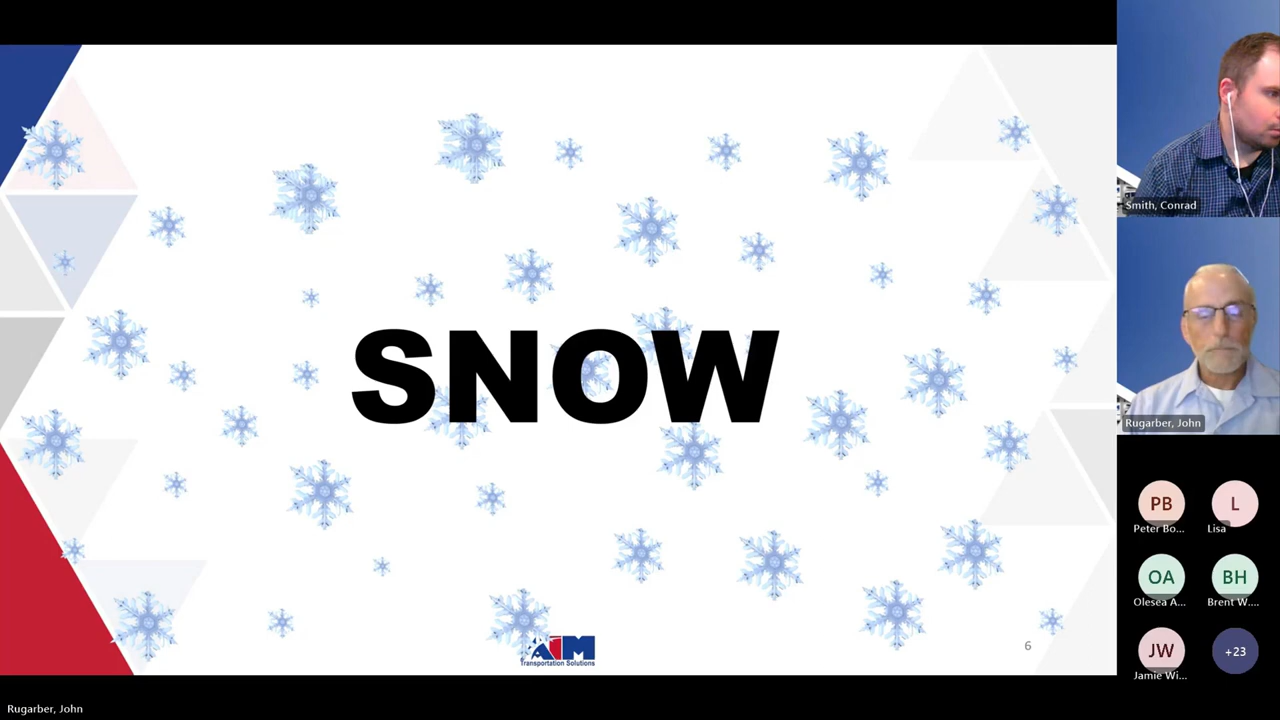 SNOW
AIM
Transportation Solutions
6
Smith, Conrad
Rugarber, John
PB
Peter Bo...
L
Lisa
OA
Olesea A...
BH
Brent W....
JW
Jamie Wi...
+23
Rugarber, John